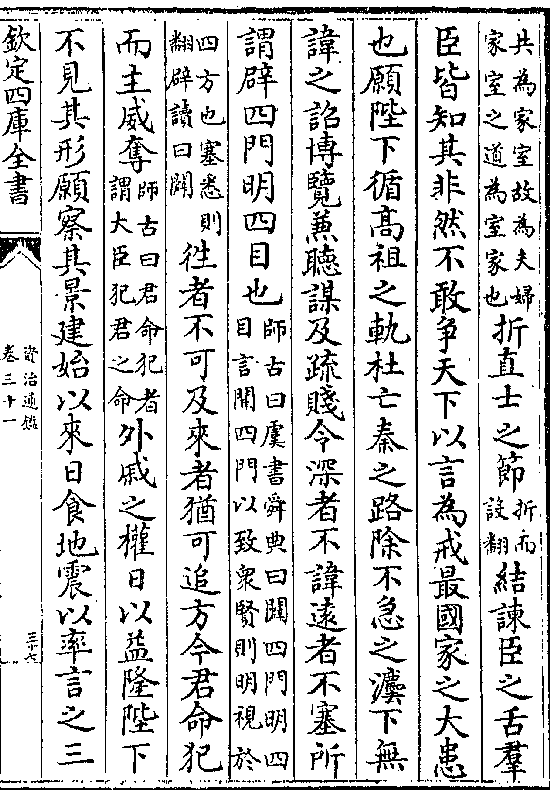 共為家室故為夫婦
家室之道為室家也
折直士之節
折而
設翻
結諫臣之舌羣
臣皆知其非然不敢爭天下以言為戒最國家之大患
也願陛下循髙祖之軌杜亡秦之路除不急之灋下無
諱之詔博覽兼聽謀及疏賤令深者不諱遠者不塞所
謂辟四門明四目也
師古曰虞書舜典曰闢四門明四
目言開四門以致衆賢則明視於
四方也塞悉則
翻辟讀曰闢
徃者不可及來者猶可追方今君命犯
而主威奪
師古曰君命犯者
謂大臣犯君之命
外戚之權日以益隆陛下
不見其形願察其景建始以來日食地震以率言之三
欽定四庫全書
資治通鑑
卷三十一
三十七